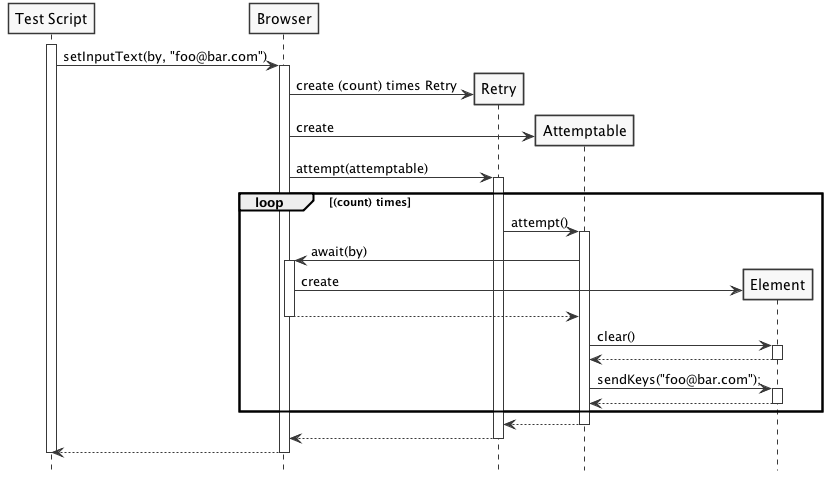 Test Script
Browser
setInputText(by, "foo@bar.com")
create (count) times Retry
Retry
create
Attemptable
attempt(attemptable)
loop
[(count) times]
attempt()
await(by)
create
Element
clear()
sendKeys("foo@bar.com");